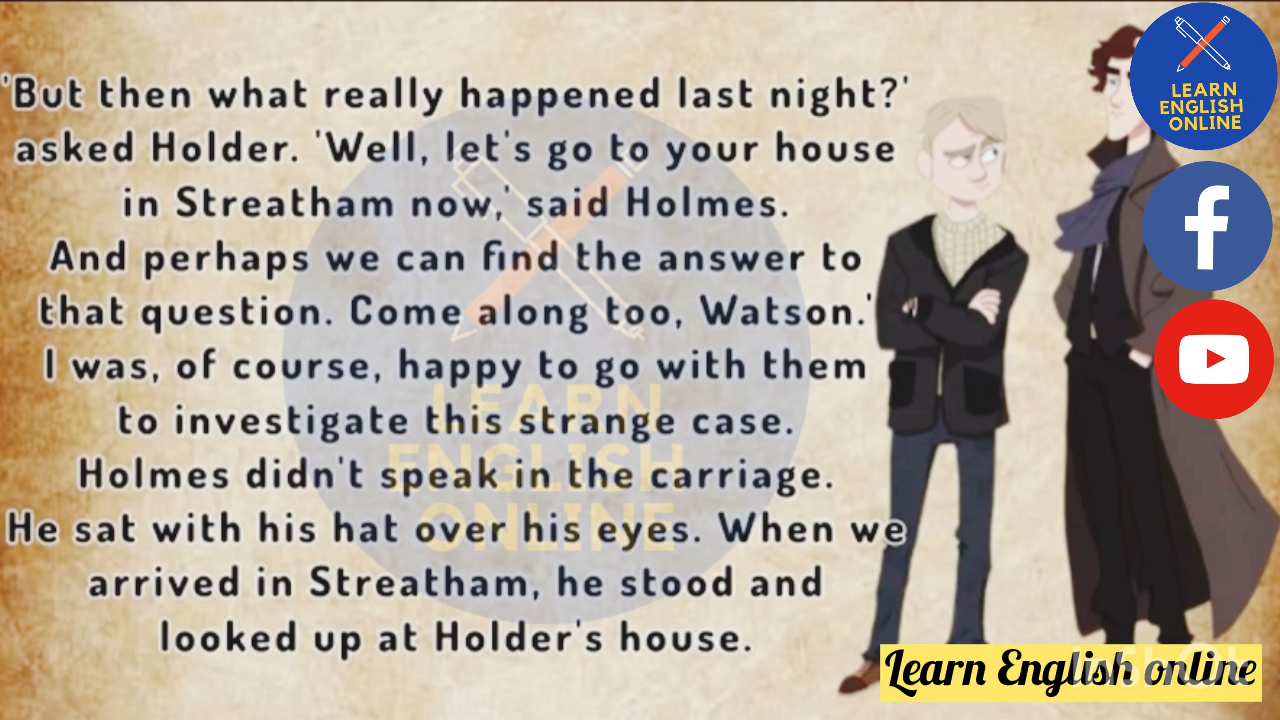 'But then what really happened last night?'
asked Holder. 'Well, let's go to your house
in Streatham now,' said Holmes.
And perhaps we can find the answer to
that question. Come along too, Watson.'
I was, of course, happy to go with them
to investigate this strange case.
Holmes didn't speak in the carriage.
He sat with his hat over his eyes. When we
arrived in Streatham, he stood and
looked up at Holder's house.
LEARN
ENGLISH
ONLINE
LEARN
ENGLISH
ONLINE
f
Learn English online